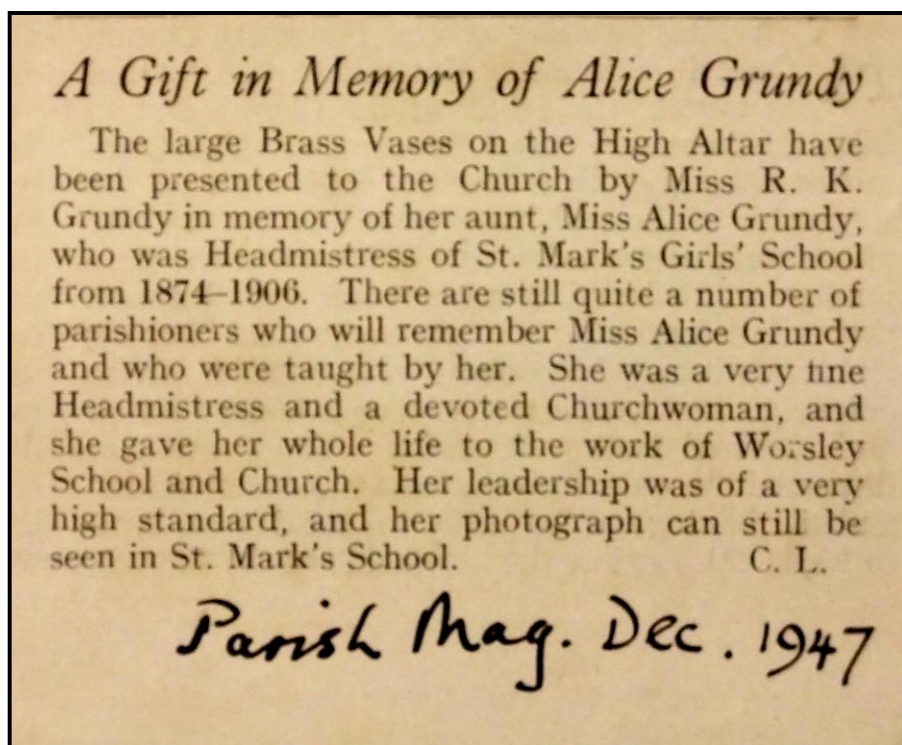 A Gift in Memory of Alice Grundy
The large Brass Vases on the High Altar have
been presented to the Church by Miss R. K.
Grundy in memory of her aunt, Miss Alice Grundy,
who was Headmistress of St. Mark's Girls' School
from 1874–1906. There are still quite a number of
parishioners who will remember Miss Alice Grundy
and who were taught by her. She was a very fine
Headmistress and a devoted Churchwoman, and
she gave her whole life to the work of Worsley
School and Church. Her leadership was of a very
high standard, and her photograph can still be
seen in St. Mark's School. C. L.
Parish Mag. Dec. 1947